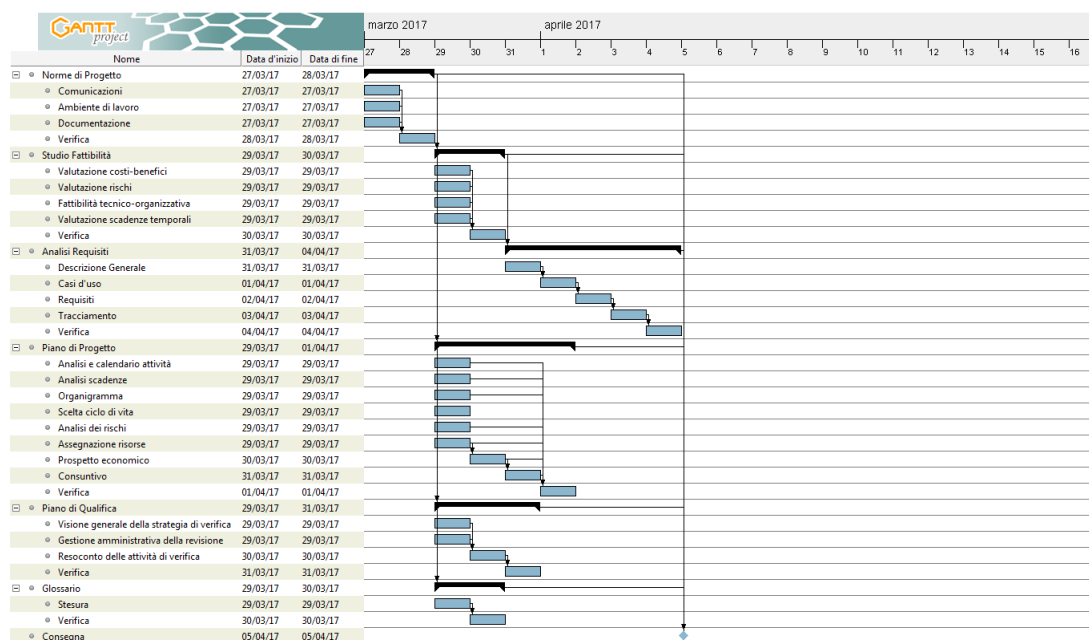 GANTT project
marzo 2017 aprile 2017
27 28 29 30 31 1 2 3 4 5 6 7 8 9 10 11 12 13 14 15 16
Nome Data d'inizio Data di fine
Norme di Progetto 27/03/17 28/03/17
Comunicazioni 27/03/17 27/03/17
Ambiente di lavoro 27/03/17 27/03/17
Documentazione 27/03/17 27/03/17
Verifica 28/03/17 28/03/17
Studio Fattibilità 29/03/17 30/03/17
Valutazione costi-benefici 29/03/17 29/03/17
Valutazione rischi 29/03/17 29/03/17
Fattibilità tecnico-organizzativa 29/03/17 29/03/17
Valutazione scadenze temporali 29/03/17 29/03/17
Verifica 30/03/17 30/03/17
Analisi Requisiti 31/03/17 04/04/17
Descrizione Generale 31/03/17 31/03/17
Casi d'uso 01/04/17 01/04/17
Requisiti 02/04/17 02/04/17
Tracciamento 03/04/17 03/04/17
Verifica 04/04/17 04/04/17
Piano di Progetto 29/03/17 01/04/17
Analisi e calendario attività 29/03/17 29/03/17
Analisi scadenze 29/03/17 29/03/17
Organigramma 29/03/17 29/03/17
Scelta ciclo di vita 29/03/17 29/03/17
Analisi dei rischi 29/03/17 29/03/17
Assegnazione risorse 29/03/17 29/03/17
Prospetto economico 30/03/17 30/03/17
Consuntivo 31/03/17 31/03/17
Verifica 01/04/17 01/04/17
Piano di Qualifica 29/03/17 31/03/17
Visione generale della strategia di verifica 29/03/17 29/03/17
Gestione amministrativa della revisione 29/03/17 29/03/17
Resoconto delle attività di verifica 30/03/17 30/03/17
Verifica 31/03/17 31/03/17
Glossario 29/03/17 30/03/17
Stesura 29/03/17 29/03/17
Verifica 30/03/17 30/03/17
Consegna 05/04/17 05/04/17